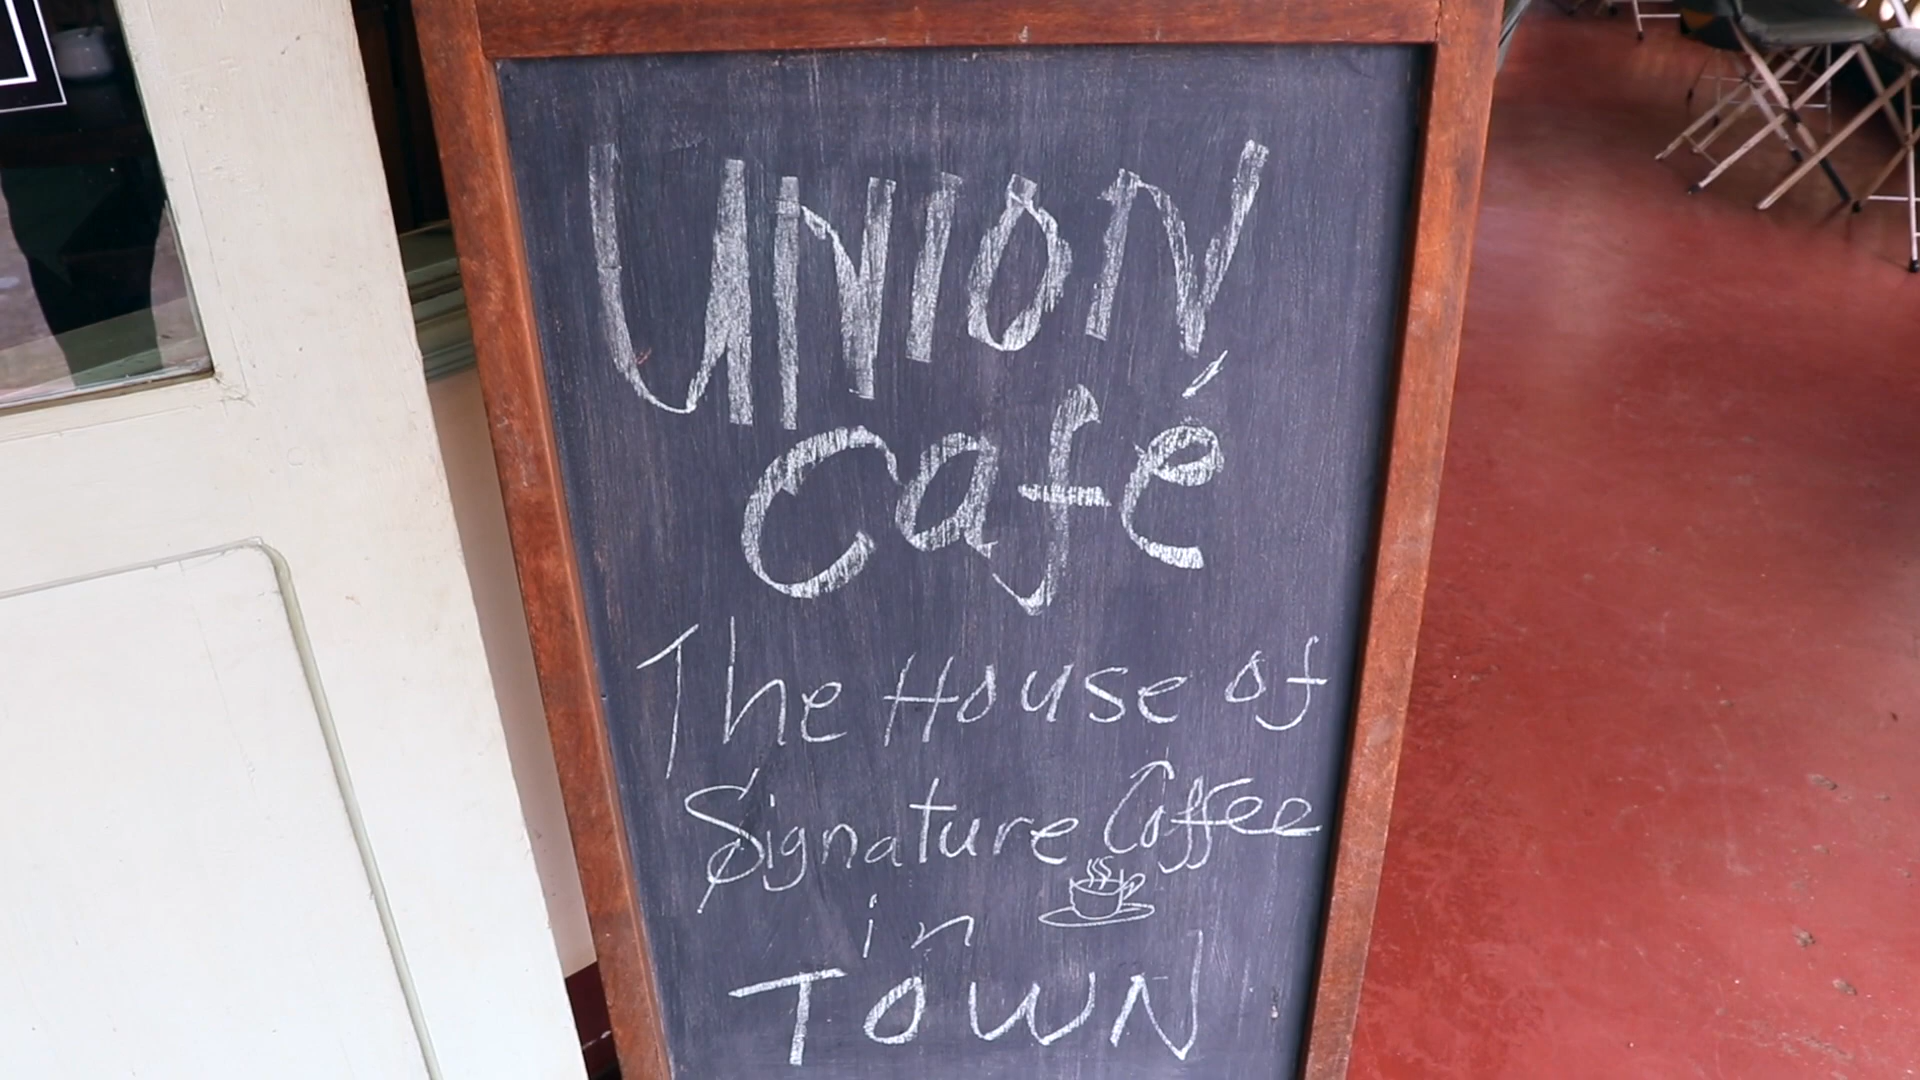 UNION
Café
The House of
Signature Coffee
in
TOWN